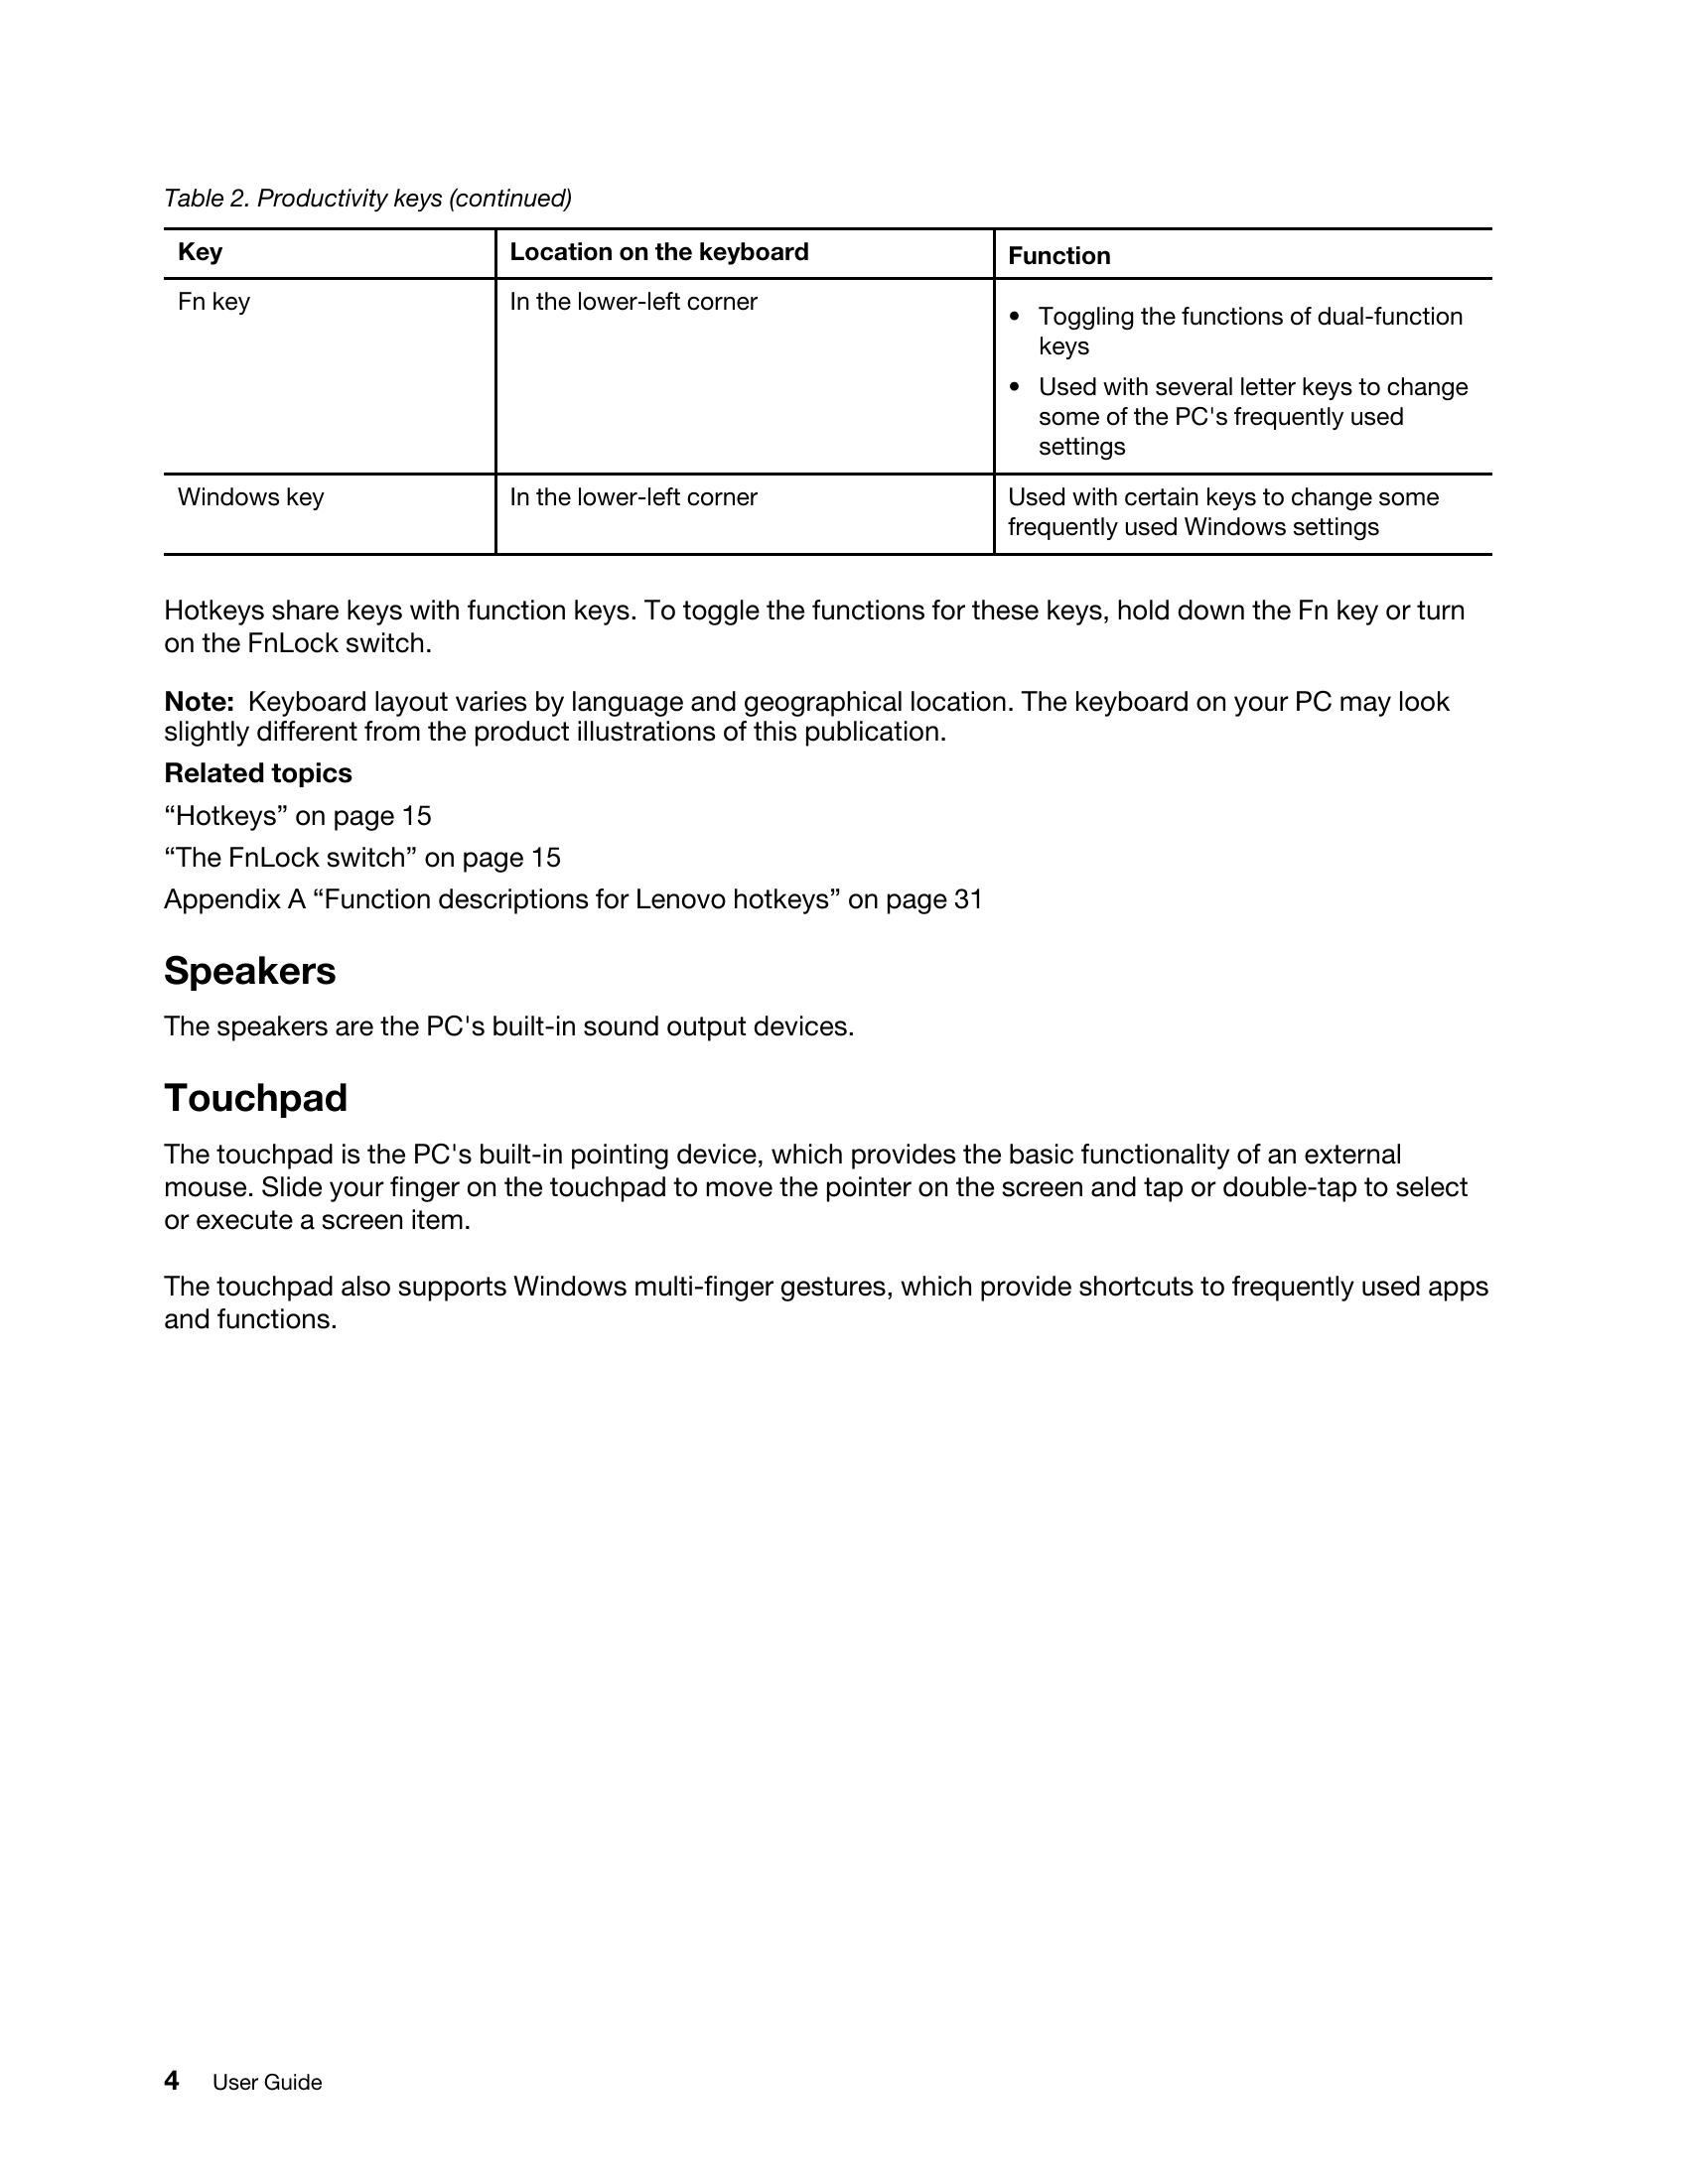 Table 2. Productivity keys (continued)
Key
Location on the keyboard
Function
Fn key
In the lower-left corner
• Toggling the functions of dual-function
keys
• Used with several letter keys to change
some of the PC's frequently used
settings
Windows key
In the lower-left corner
Used with certain keys to change some
frequently used Windows settings
Hotkeys share keys with function keys. To toggle the functions for these keys, hold down the Fn key or turn
on the FnLock switch.
Note: Keyboard layout varies by language and geographical location. The keyboard on your PC may look
slightly different from the product illustrations of this publication.
Related topics
“Hotkeys” on page 15
“The FnLock switch” on page 15
Appendix A “Function descriptions for Lenovo hotkeys” on page 31
Speakers
The speakers are the PC's built-in sound output devices.
Touchpad
The touchpad is the PC's built-in pointing device, which provides the basic functionality of an external
mouse. Slide your finger on the touchpad to move the pointer on the screen and tap or double-tap to select
or execute a screen item.
The touchpad also supports Windows multi-finger gestures, which provide shortcuts to frequently used apps
and functions.
4 User Guide